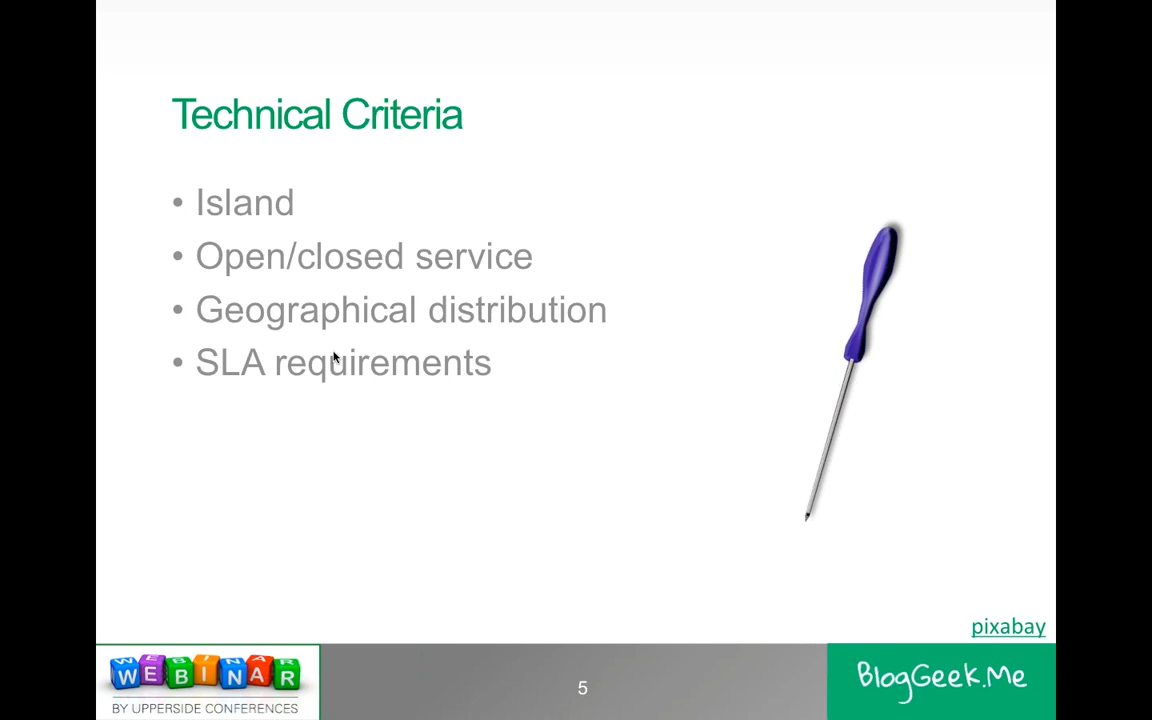 Technical Criteria
• Island
• Open/closed service
• Geographical distribution
• SLA requirements
pixabay
WEBINAR
BY UPPERSIDE CONFERENCES
5
BlogGeek.Me